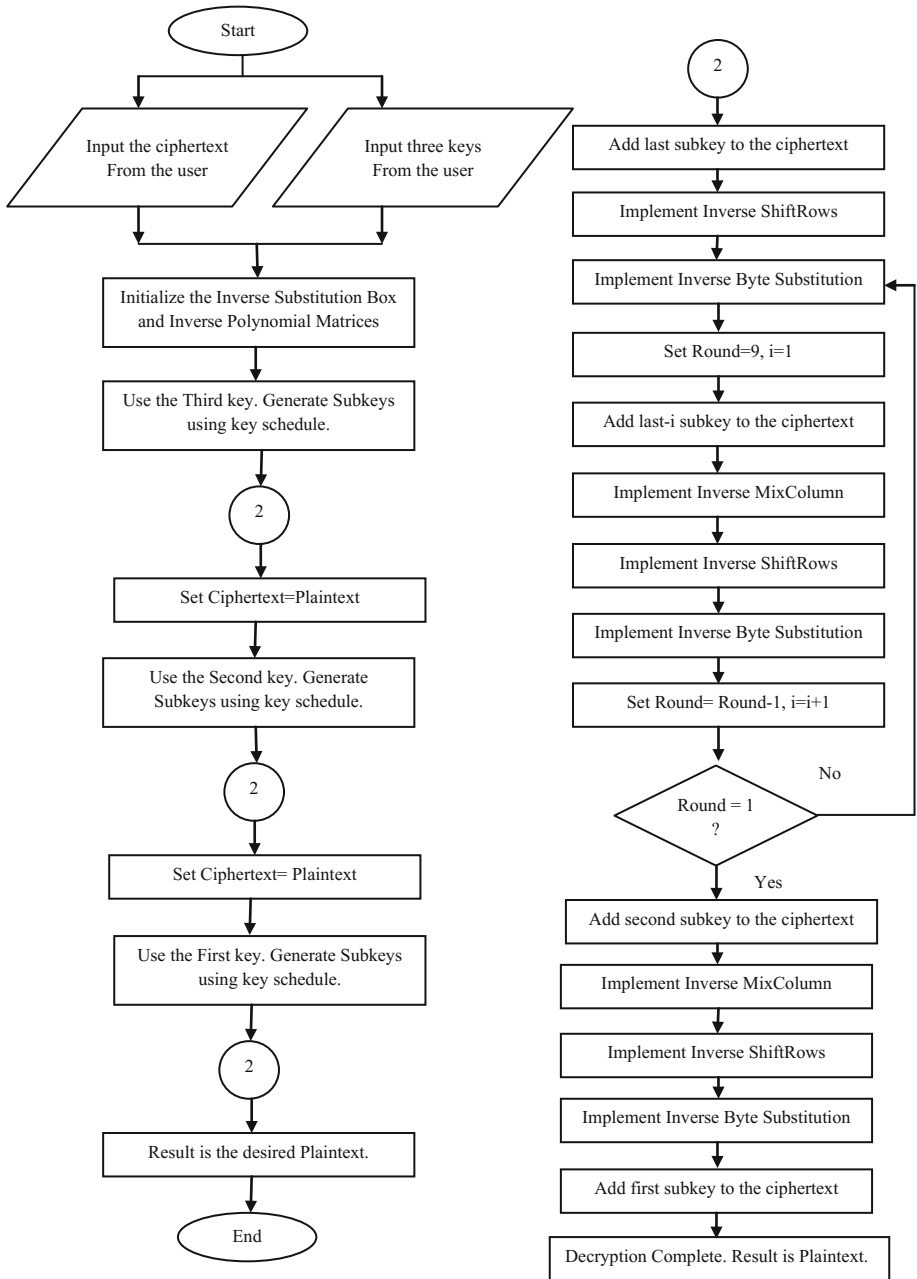 Start
Input the ciphertext
From the user
Input three keys
From the user
Initialize the Inverse Substitution Box
and Inverse Polynomial Matrices
Use the Third key. Generate Subkeys
using key schedule.
2
Set Ciphertext=Plaintext
Use the Second key. Generate
Subkeys using key schedule.
2
Set Ciphertext= Plaintext
Use the First key. Generate Subkeys
using key schedule.
2
Result is the desired Plaintext.
End
2
Add last subkey to the ciphertext
Implement Inverse ShiftRows
Implement Inverse Byte Substitution
Set Round=9, i=1
Add last-i subkey to the ciphertext
Implement Inverse MixColumn
Implement Inverse ShiftRows
Implement Inverse Byte Substitution
Set Round= Round-1, i=i+1
No
Round = 1
?
Yes
Add second subkey to the ciphertext
Implement Inverse MixColumn
Implement Inverse ShiftRows
Implement Inverse Byte Substitution
Add first subkey to the ciphertext
Decryption Complete. Result is Plaintext.